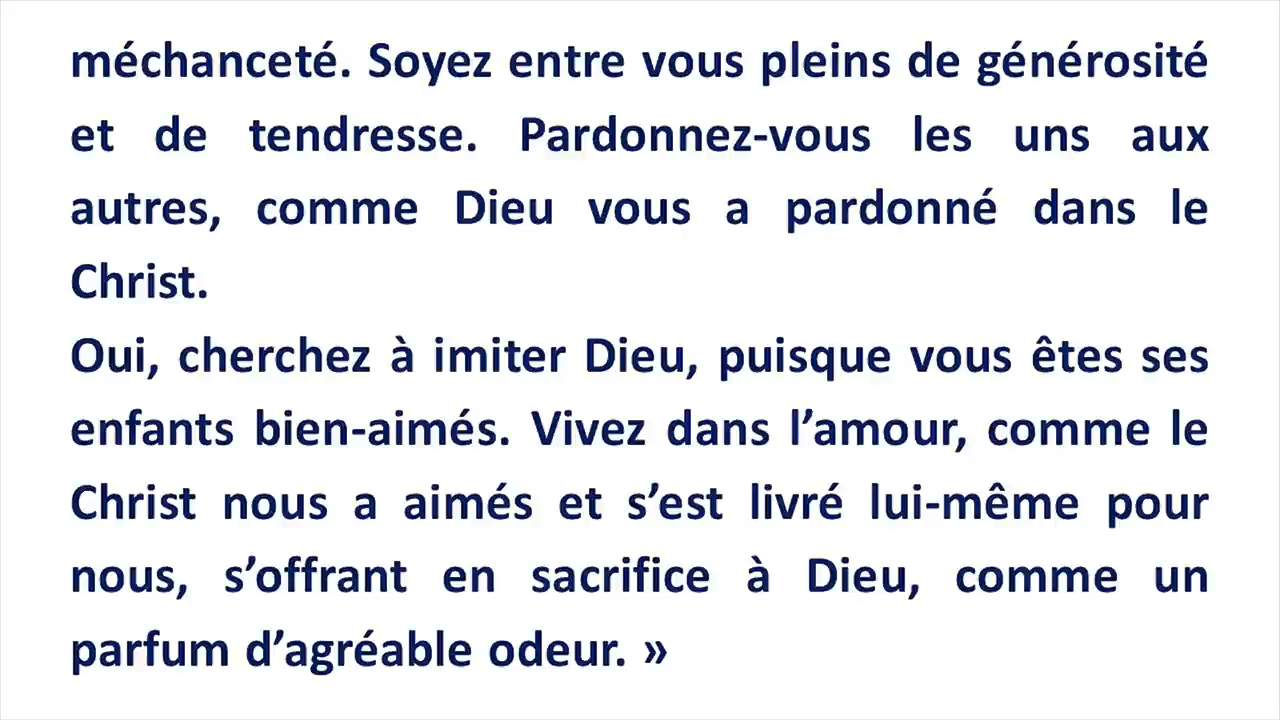 méchanceté. Soyez entre vous pleins de générosité
et de tendresse. Pardonnez-vous les uns aux
autres, comme Dieu vous a pardonné dans le
Christ.
Oui, cherchez à imiter Dieu, puisque vous êtes ses
enfants bien-aimés. Vivez dans l’amour, comme le
Christ nous a aimés et s’est livré lui-même pour
nous, s’offrant en sacrifice à Dieu, comme un
parfum d’agréable odeur. »